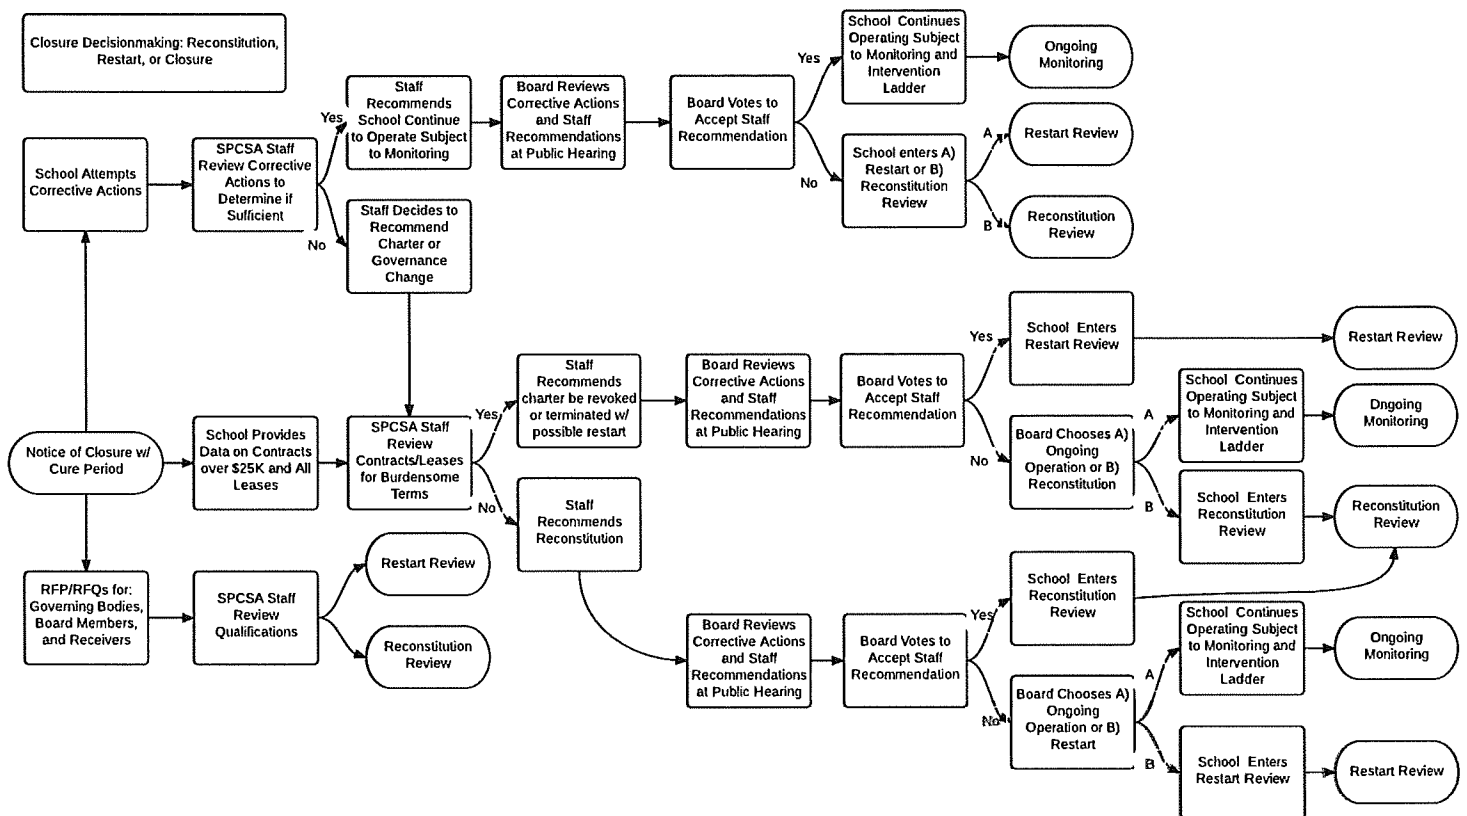 Closure Decisionmaking: Reconstitution,
Restart, or Closure
School Attempts
Corrective Actions
SPCSA Staff
Review Corrective
Actions to
Determine if
Sufficient
Yes
No
Staff
Recommends
School Continue
to Operate Subject
to Monitoring
Staff Decides to
Recommend
Charter or
Governance
Change
Board Reviews
Corrective Actions
and Staff
Recommendations
at Public Hearing
Board Votes to
Accept Staff
Recommendation
Yes
No
School Continues
Operating Subject
to Monitoring and
Intervention
Ladder
Ongoing
Monitoring
School enters A)
Restart or B)
Reconstitution
Review
A
B
Restart Review
Reconstitution
Review
Notice of Closure w/
Cure Period
School Provides
Data on Contracts
over $25K and All
Leases
SPCSA Staff
Review
Contracts/Leases
for Burdensome
Terms
Yes
No
Staff
Recommends
charter be revoked
or terminated w/
possible restart
Board Reviews
Corrective Actions
and Staff
Recommendations
at Public Hearing
Board Votes to
Accept Staff
Recommendation
Yes
No
School Enters
Restart Review
Restart Review
Board Chooses A)
Ongoing
Operation or B)
Reconstitution
A
B
School Continues
Operating Subject
to Monitoring and
Intervention
Ladder
Ongoing
Monitoring
School Enters
Reconstitution
Review
Reconstitution
Review
Staff
Recommends
Reconstitution
RFP/RFQs for:
Governing Bodies,
Board Members,
and Receivers
SPCSA Staff
Review
Qualifications
Restart Review
Reconstitution
Review
Board Reviews
Corrective Actions
and Staff
Recommendations
at Public Hearing
Board Votes to
Accept Staff
Recommendation
Yes
No
School Enters
Reconstitution
Review
Board Chooses A)
Ongoing
Operation or B)
Restart
A
B
School Continues
Operating Subject
to Monitoring and
Intervention
Ladder
Ongoing
Monitoring
School Enters
Restart Review
Restart Review